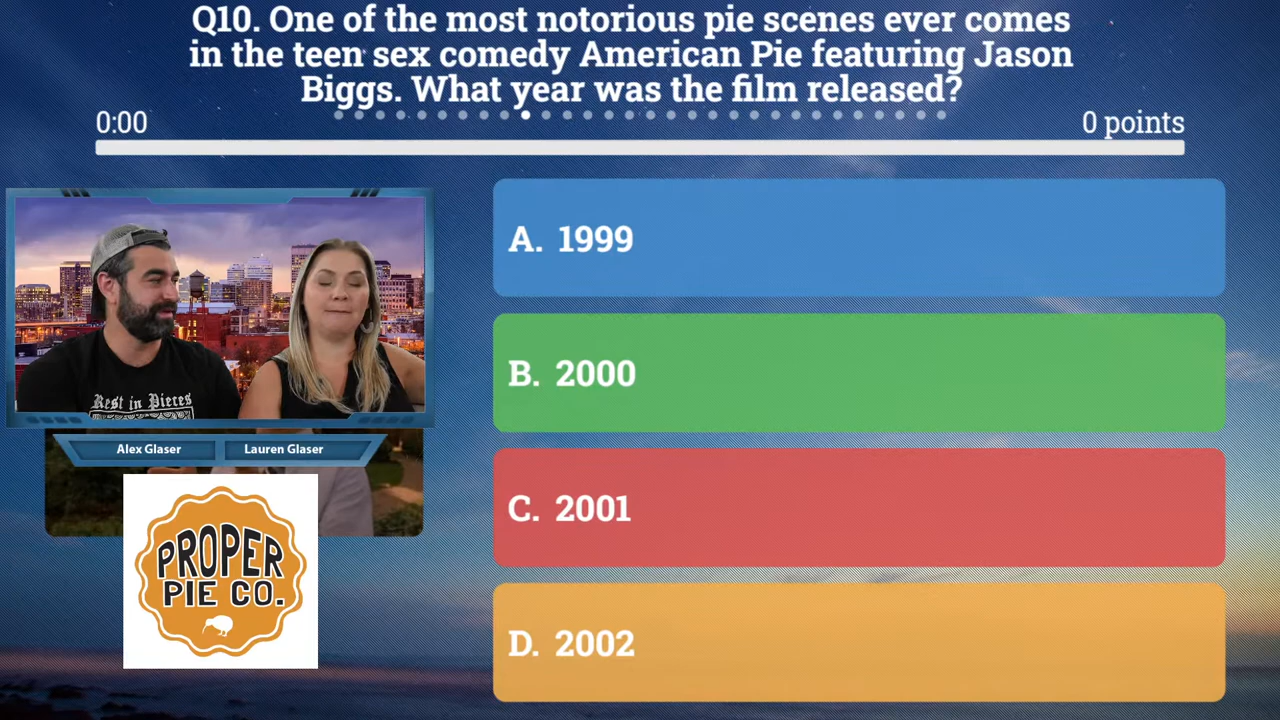 Q10. One of the most notorious pie scenes ever comes
in the teen sex comedy American Pie featuring Jason
Biggs. What year was the film released?
0:00
0 points
A. 1999
B. 2000
C. 2001
D. 2002
Rest in Pieces
Alex Glaser
Lauren Glaser
PROPER
PIE CO.